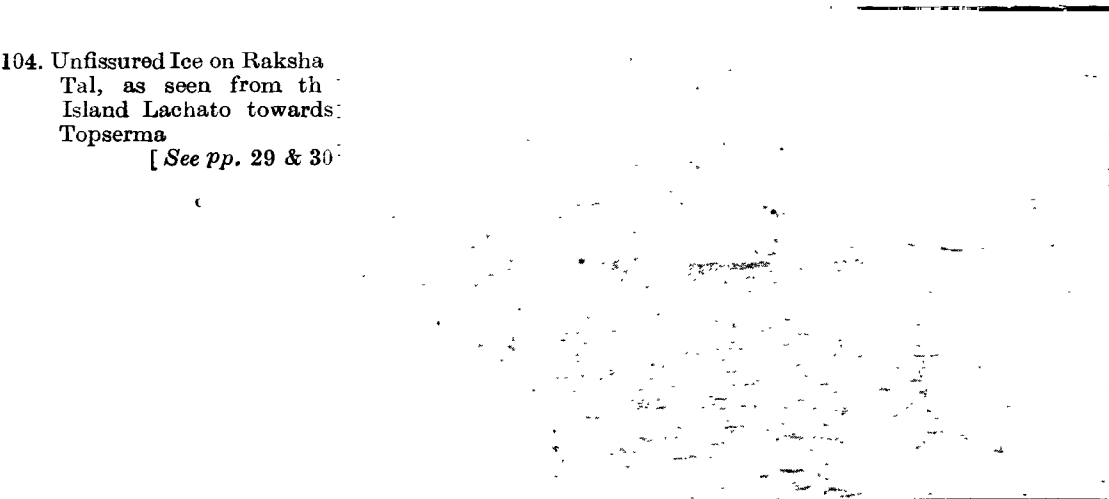 104. Unfissured Ice on Raksha
Tal, as seen from th
Island Lachato towards
Topserma
[ See pp. 29 & 30